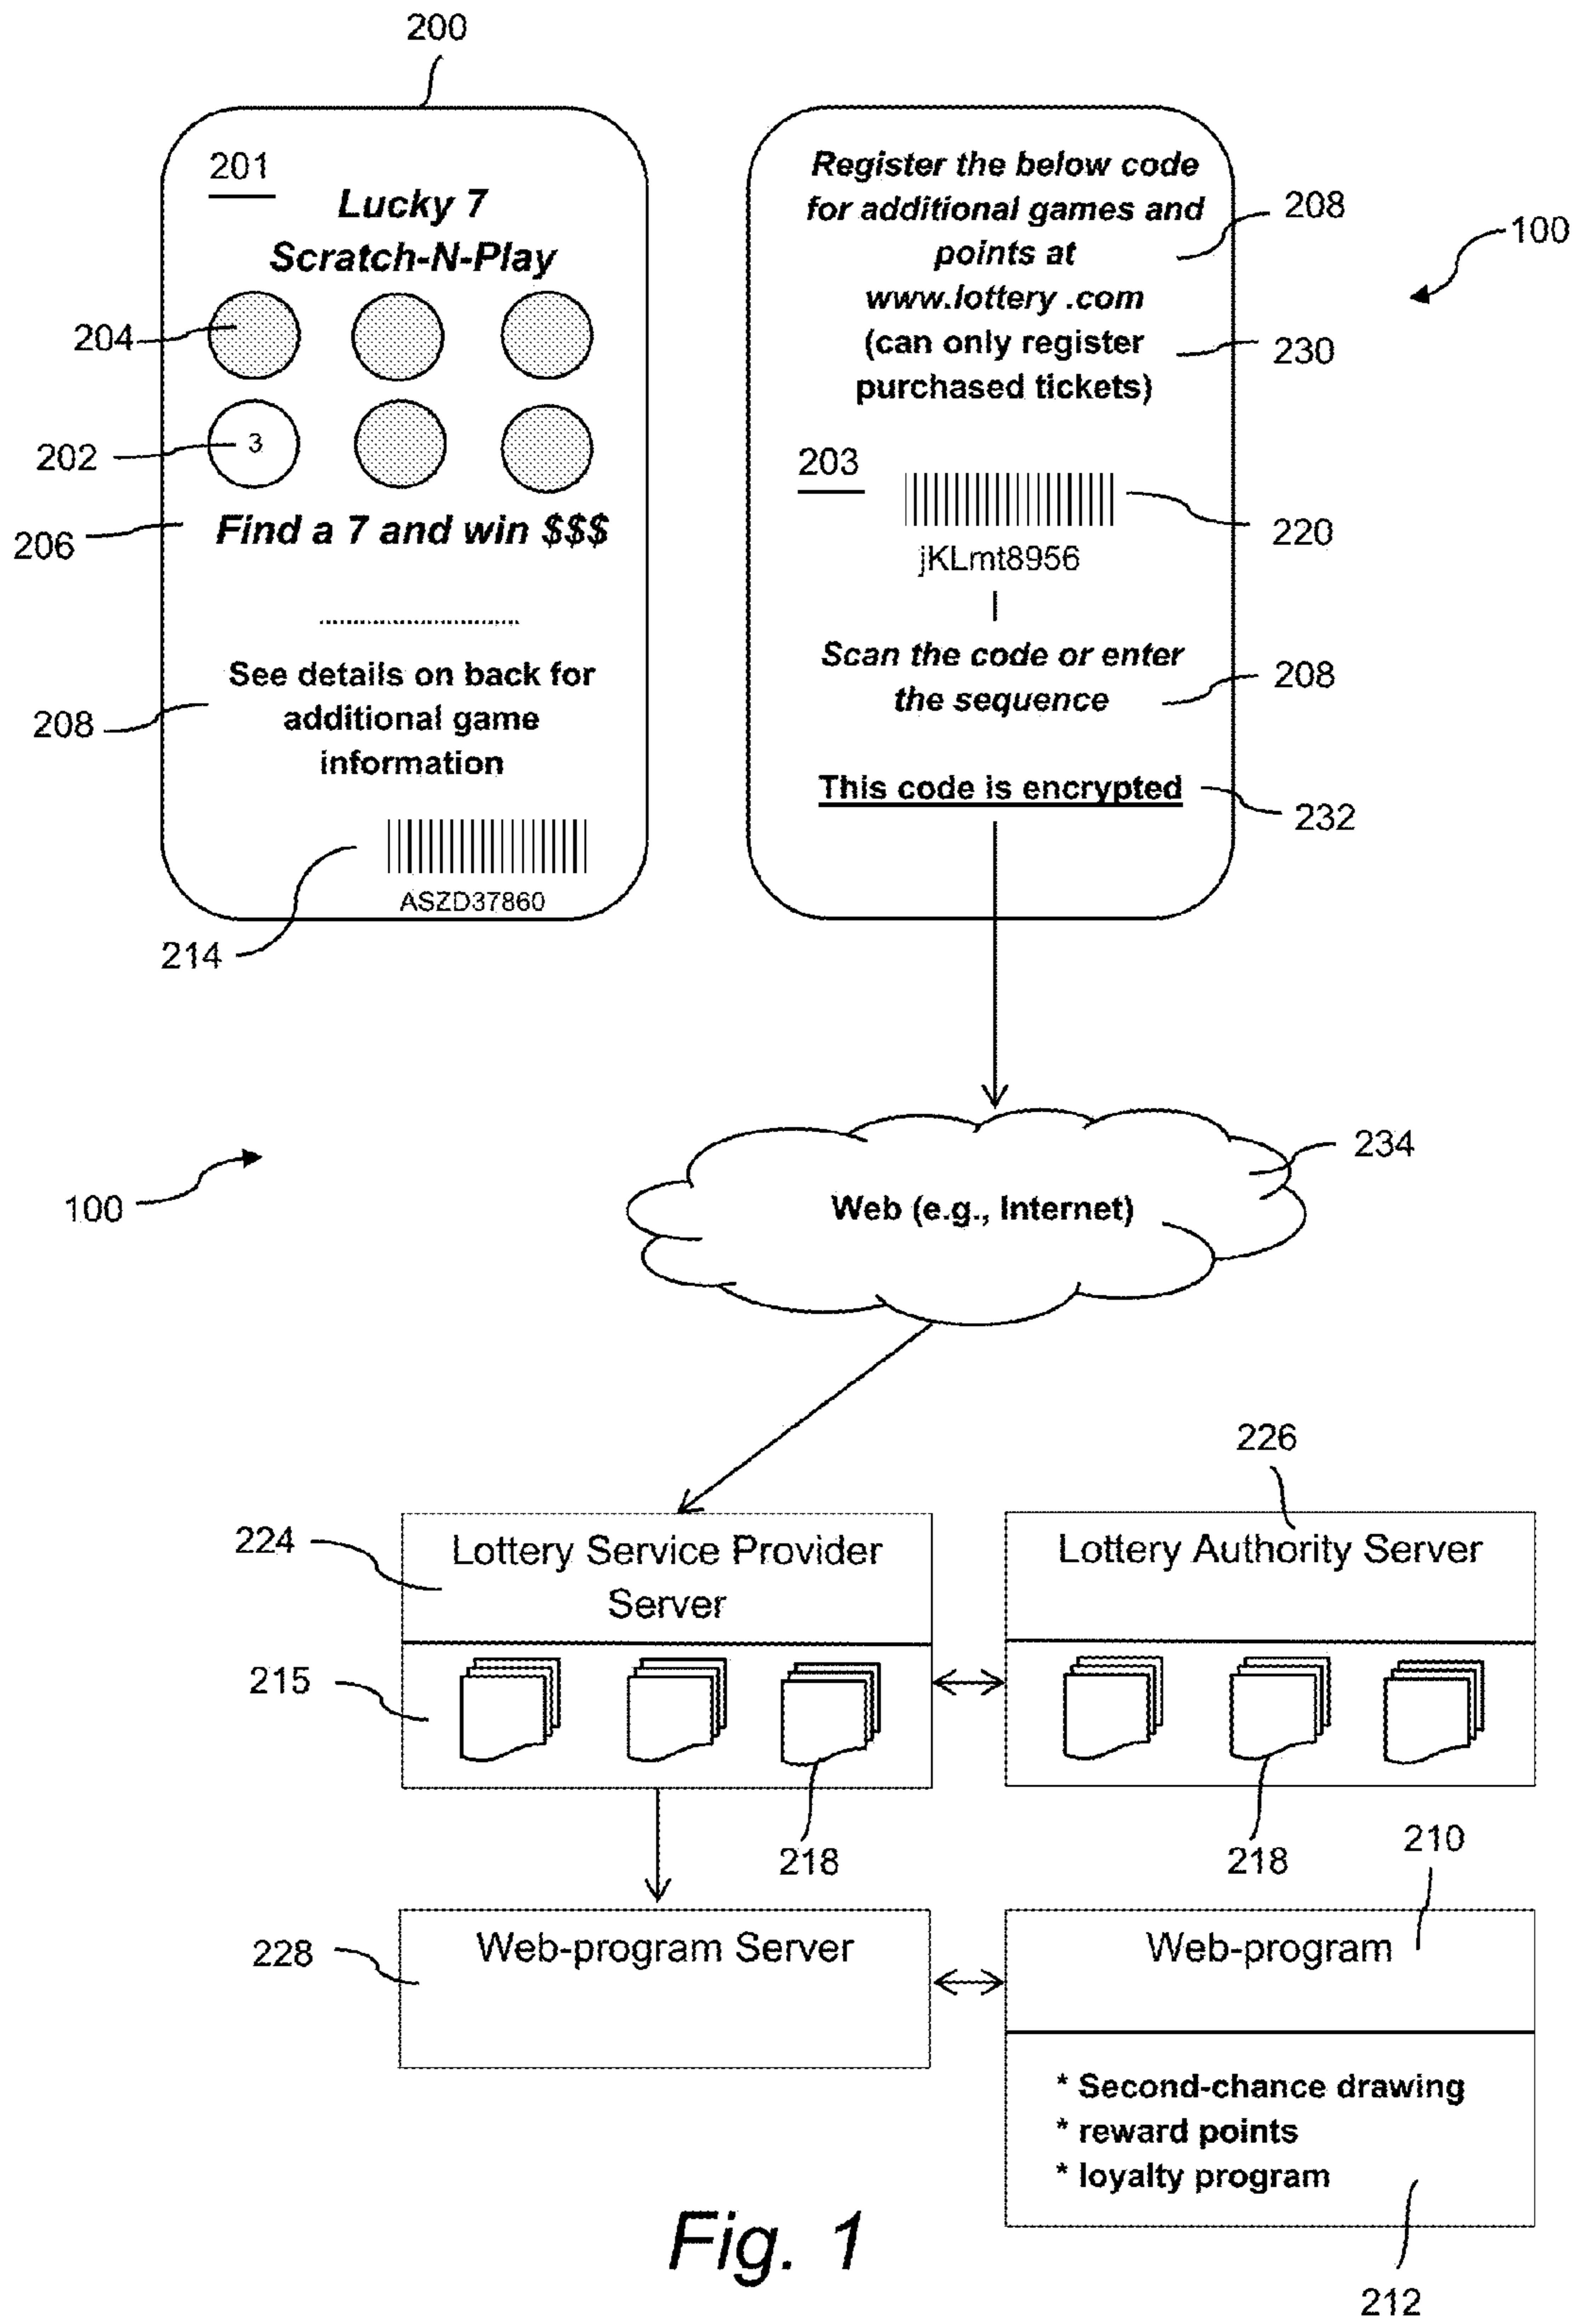 200
201
Lucky 7
Scratch-N-Play
204
202
3
206
Find a 7 and win $$$
See details on back for
additional game
information
208
ASZD37860
214
Register the below code
for additional games and
points at
www.lottery .com
(can only register
purchased tickets)
208
100
230
203
220
jKLmt8956
Scan the code or enter
the sequence
208
This code is encrypted
232
234
Web (e.g., Internet)
100
226
224
Lottery Service Provider
Server
Lottery Authority Server
215
218
218
210
228
Web-program Server
Web-program
* Second-chance drawing
* reward points
* loyalty program
212
Fig. 1